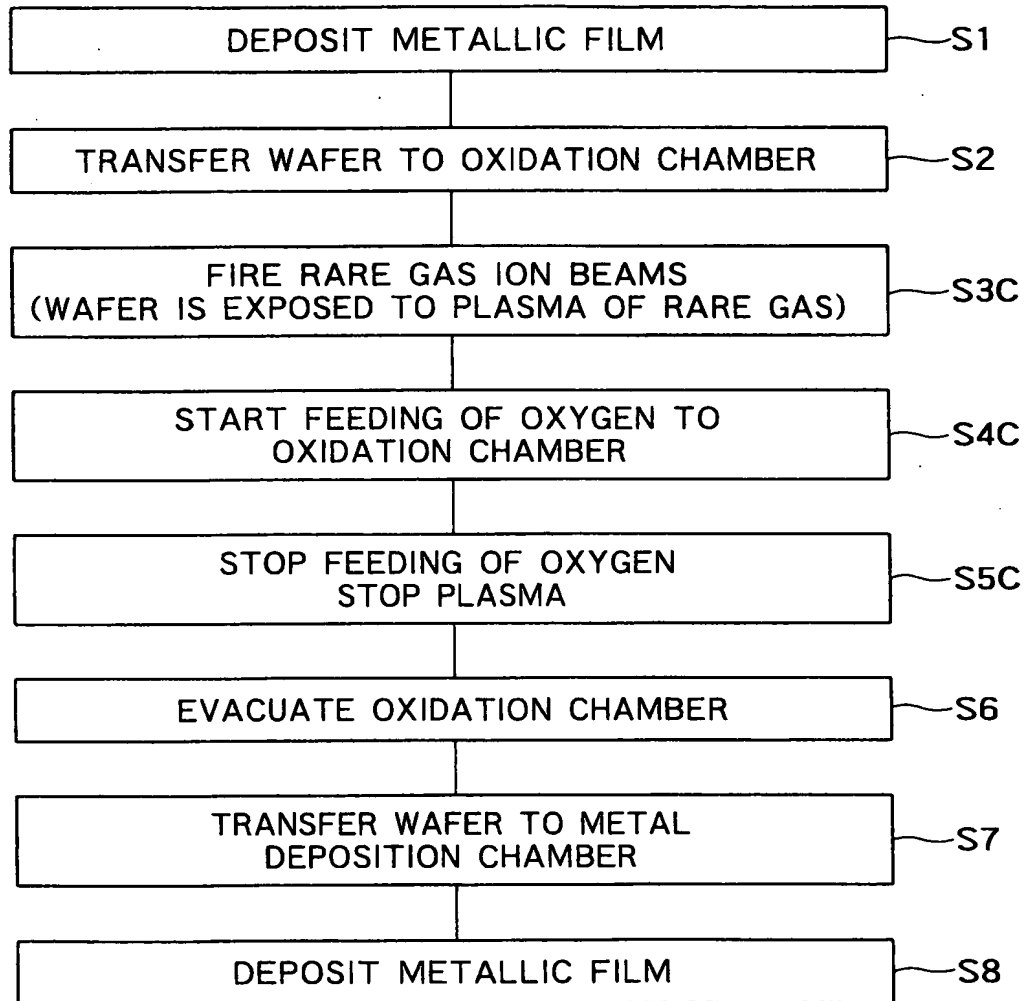 DEPOSIT METALLIC FILM
S1
TRANSFER WAFER TO OXIDATION CHAMBER
S2
FIRE RARE GAS ION BEAMS
(WAFER IS EXPOSED TO PLASMA OF RARE GAS)
S3C
START FEEDING OF OXYGEN TO
OXIDATION CHAMBER
S4C
STOP FEEDING OF OXYGEN
STOP PLASMA
S5C
EVACUATE OXIDATION CHAMBER
S6
TRANSFER WAFER TO METAL
DEPOSITION CHAMBER
S7
DEPOSIT METALLIC FILM
S8